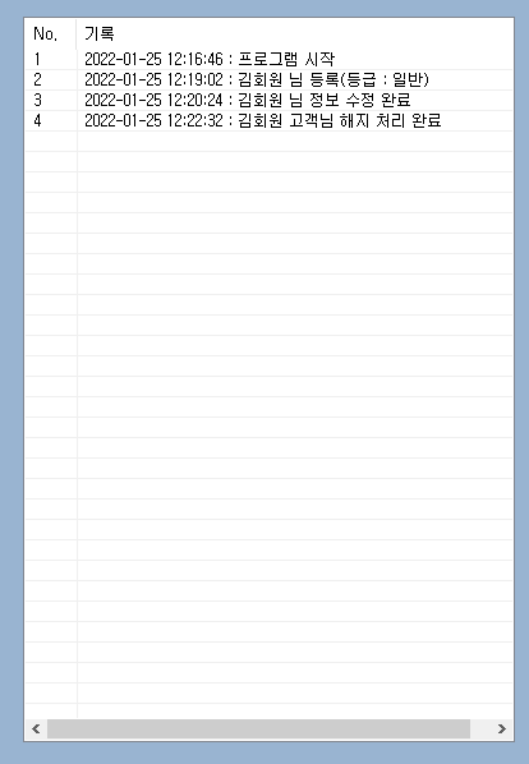 No. 기록
1 2022-01-25 12:16:46 : 프로그램 시작
2 2022-01-25 12:19:02 : 김회원 님 등록(등급 : 일반)
3 2022-01-25 12:20:24 : 김회원 님 정보 수정 완료
4 2022-01-25 12:22:32 : 김회원 고객님 해지 처리 완료